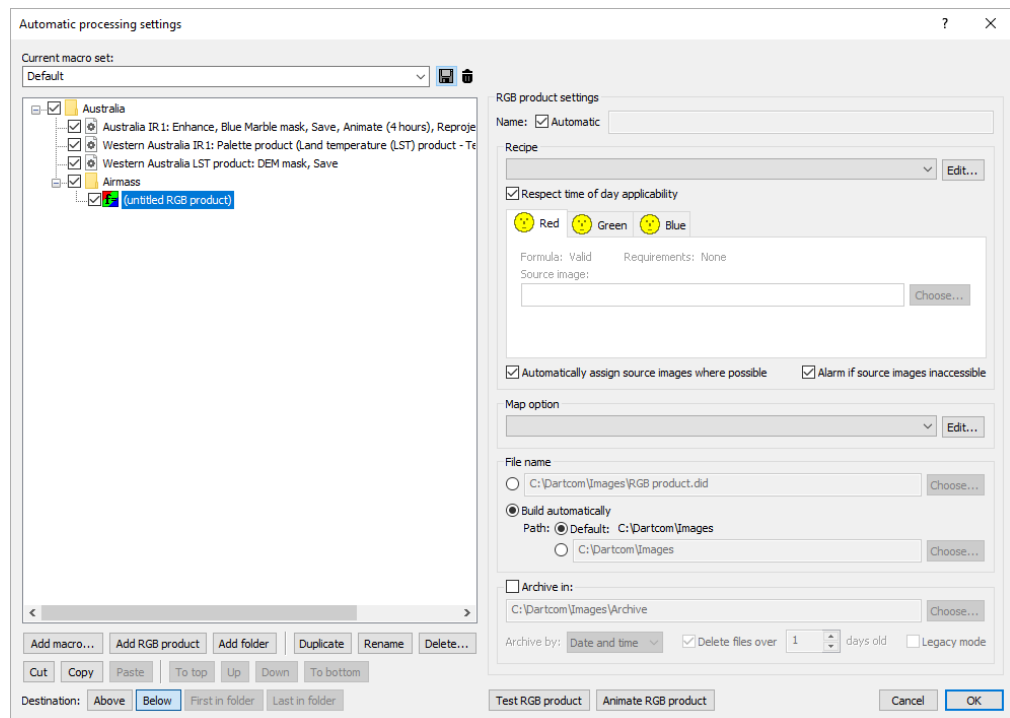 Automatic processing settings
?
Current macro set:
Default
Australia
Australia IR1: Enhance, Blue Marble mask, Save, Animate (4 hours), Reproje
Western Australia IR1: Palette product (Land temperature (LST) product - Te
Western Australia LST product: DEM mask, Save
Airmass
(untitled RGB product)
Add macro... Add RGB product Add folder Duplicate Rename Delete...
Cut Copy Paste To top Up Down To bottom
Destination: Above Below First in folder Last in folder
RGB product settings
Name: Automatic
Recipe
Edit...
Respect time of day applicability
Red Green Blue
Formula: Valid Requirements: None
Source image:
Choose...
Automatically assign source images where possible Alarm if source images inaccessible
Map option
Edit...
File name
C:\Dartcom\Images\RGB product.did Choose...
Build automatically
Path: Default: C:\Dartcom\Images
C:\Dartcom\Images Choose...
Archive in:
C:\Dartcom\Images\Archive Choose...
Archive by: Date and time Delete files over 1 days old Legacy mode
Test RGB product Animate RGB product Cancel OK